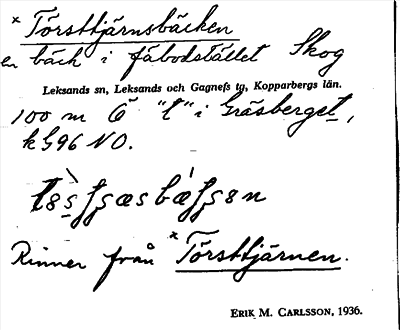 × Törsttjärnsbäcken
en bäck i fäbodstället Skog
Leksands sn, Leksands och Gagnefs tg, Kopparbergs län.
100 m Ö "t" i Gräsberget,
kG96 NO.
Rinner från × Törsttjärnen.
ERIK M. CARLSSON, 1936.